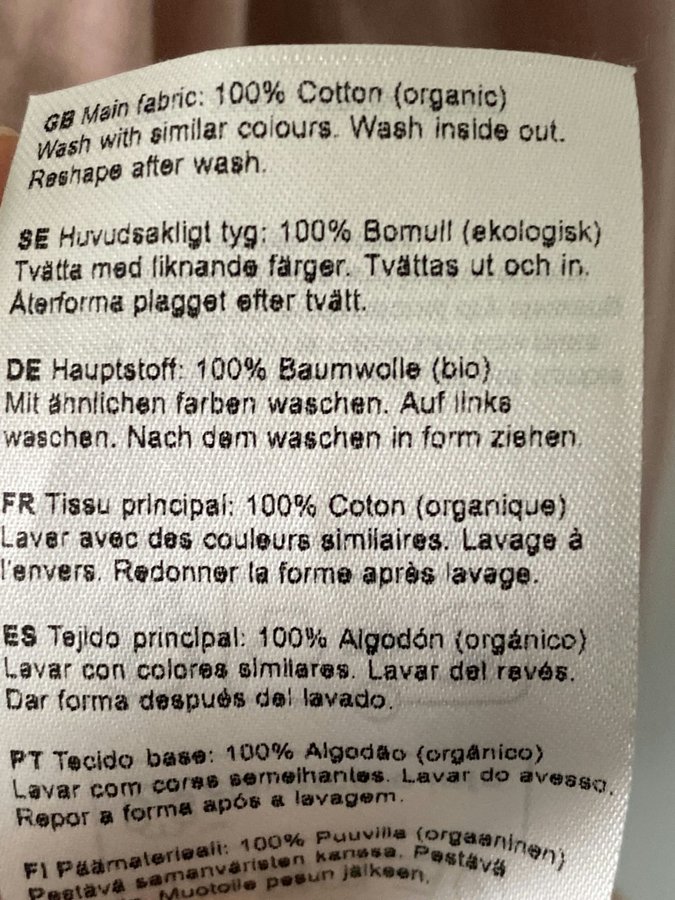 GB Main fabric: 100% Cotton (organic)
Wash with similar colours. Wash inside out.
Reshape after wash.
SE Huvudsakligt tyg: 100% Bomull (ekologisk)
Tvätta med liknande färger. Tvättas ut och in.
Återforma plagget efter tvätt.
DE Hauptstoff: 100% Baumwolle (bio)
Mit ähnlichen farben waschen. Auf links
waschen. Nach dem waschen in form ziehen.
FR Tissu principal: 100% Coton (organique)
Laver avec des couleurs similaires. Lavage à
l'envers. Redonner la forme après lavage.
ES Tejido principal: 100% Algodón (orgánico)
Lavar con colores similares. Lavar del revés.
Dar forma después del lavado.
PT Tecido base: 100% Algodão (orgânico)
Lavar com cores semelhantes. Lavar do avesso.
Repor a forma após a lavagem.
FI Päämateriaali: 100% Puuvilla (orgaaninen)
Pestävä samanväristen kanssa. Pestävä
Muotoile pesun jälkeen.